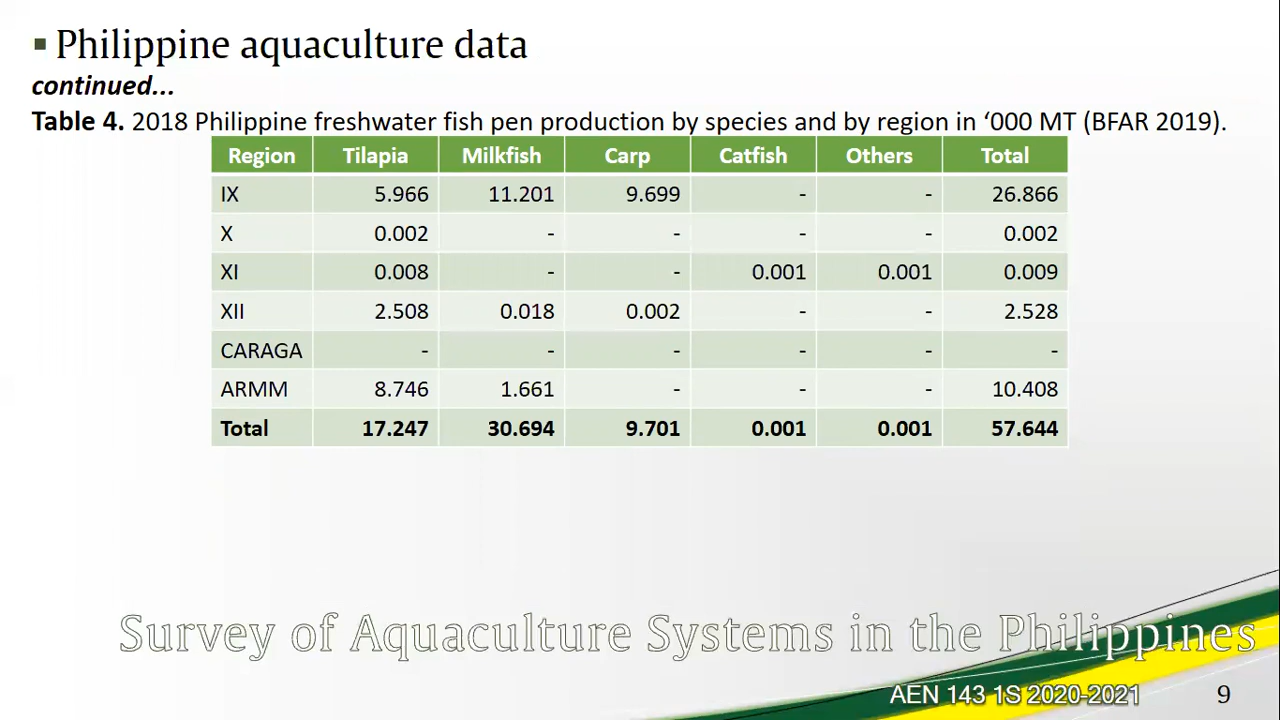 ▪ Philippine aquaculture data
continued...
Table 4. 2018 Philippine freshwater fish pen production by species and by region in ‘000 MT (BFAR 2019).
Region Tilapia Milkfish Carp Catfish Others Total
IX 5.966 11.201 9.699 - - 26.866
X 0.002 - - - - 0.002
XI 0.008 - - 0.001 0.001 0.009
XII 2.508 0.018 0.002 - - 2.528
CARAGA - - - - - -
ARMM 8.746 1.661 - - - 10.408
Total 17.247 30.694 9.701 0.001 0.001 57.644
Survey of Aquaculture Systems in the Philippines
AEN 143 1S 2020-2021 9